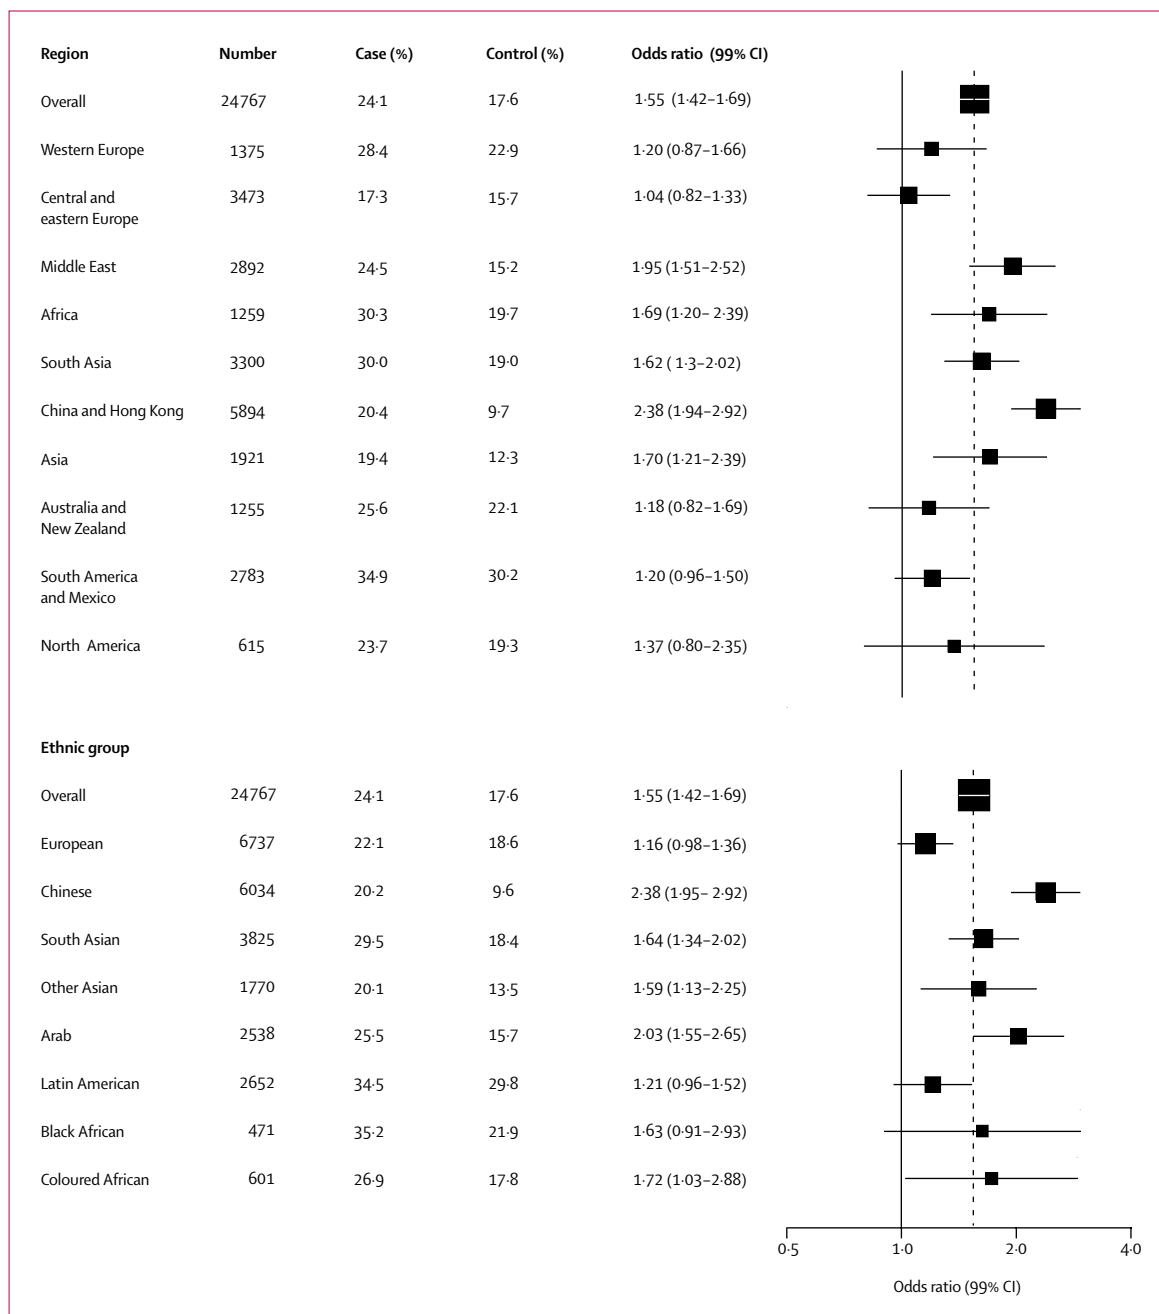 Region Number Case (%) Control (%) Odds ratio (99% CI)
Overall 24767 24·1 17·6 1·55 (1·42–1·69)
Western Europe 1375 28·4 22·9 1·20 (0·87–1·66)
Central and 3473 17·3 15·7 1·04 (0·82–1·33)
eastern Europe
Middle East 2892 24·5 15·2 1·95 (1·51–2·52)
Africa 1259 30·3 19·7 1·69 (1·20– 2·39)
South Asia 3300 30·0 19·0 1·62 ( 1·3–2·02)
China and Hong Kong 5894 20·4 9·7 2·38 (1·94–2·92)
Asia 1921 19·4 12·3 1·70 (1·21–2·39)
Australia and 1255 25·6 22·1 1·18 (0·82–1·69)
New Zealand
South America 2783 34·9 30·2 1·20 (0·96–1·50)
and Mexico
North America 615 23·7 19·3 1·37 (0·80–2·35)
Ethnic group
Overall 24767 24·1 17·6 1·55 (1·42–1·69)
European 6737 22·1 18·6 1·16 (0·98–1·36)
Chinese 6034 20·2 9·6 2·38 (1·95– 2·92)
South Asian 3825 29·5 18·4 1·64 (1·34–2·02)
Other Asian 1770 20·1 13·5 1·59 (1·13–2·25)
Arab 2538 25·5 15·7 2·03 (1·55–2·65)
Latin American 2652 34·5 29·8 1·21 (0·96–1·52)
Black African 471 35·2 21·9 1·63 (0·91–2·93)
Coloured African 601 26·9 17·8 1·72 (1·03–2·88)
0·5 1·0 2·0 4·0
Odds ratio (99% CI)